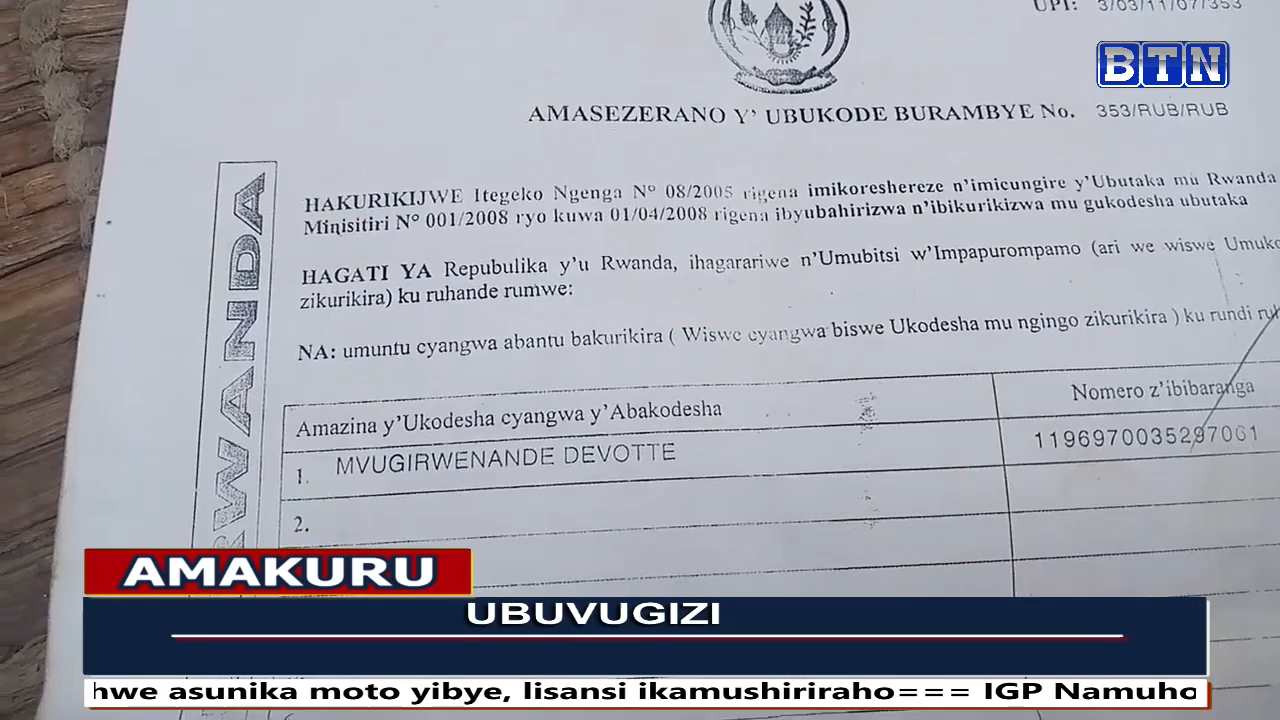 UPI: 3/03/11/07/353
BTN
AMASEZERANO Y' UBUKODE BURAMBYE No. 353/RUB/RUB
RWANDA
HAKURIKIJWE Itegeko Ngenga N° 08/2005 rigena imikoreshereze n'imicungire y'Ubutaka mu Rwanda
Minisitiri N° 001/2008 ryo kuwa 01/04/2008 rigena ibyubahirizwa n'ibikurikizwa mu gukodesha ubutaka
HAGATI YA Repubulika y'u Rwanda, ihagarariwe n'Umubitsi w'Impapurompamo (ari we wiswe Umuko
zikurikira) ku ruhande rumwe:
NA: umuntu cyangwa abantu bakurikira ( Wiswe cyangwa biswe Ukodesha mu ngingo zikurikira ) ku rundi ruh
Amazina y'Ukodesha cyangwa y'Abakodesha
Nomero z'ibibaranga
1. MVUGIRWENANDE DEVOTTE
1196970035297061
2.
AMAKURU
UBUVUGIZI
hwe asunika moto yibye, lisansi ikamushiriraho=== IGP Namuho